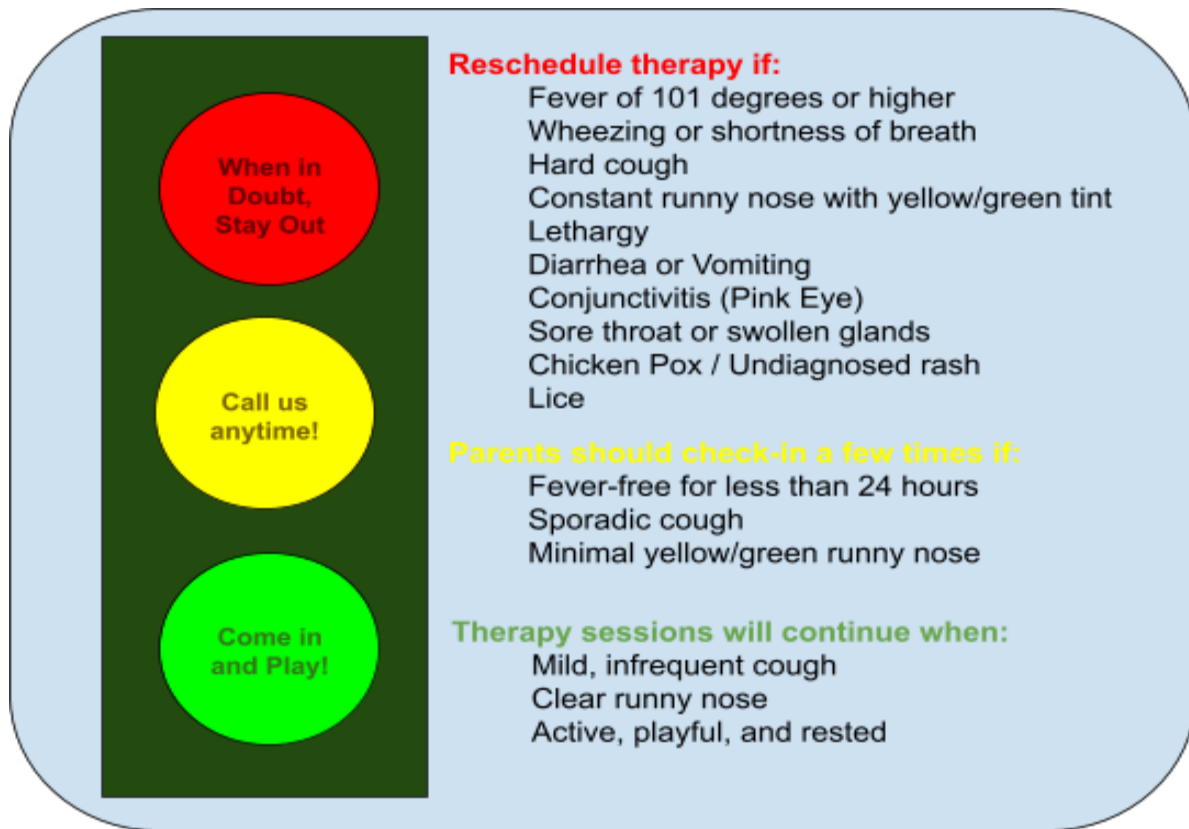 When in
Doubt,
Stay Out
Reschedule therapy if:
Fever of 101 degrees or higher
Wheezing or shortness of breath
Hard cough
Constant runny nose with yellow/green tint
Lethargy
Diarrhea or Vomiting
Conjunctivitis (Pink Eye)
Sore throat or swollen glands
Chicken Pox / Undiagnosed rash
Lice
Call us
anytime!
Parents should check-in a few times if:
Fever-free for less than 24 hours
Sporadic cough
Minimal yellow/green runny nose
Come in
and Play!
Therapy sessions will continue when:
Mild, infrequent cough
Clear runny nose
Active, playful, and rested